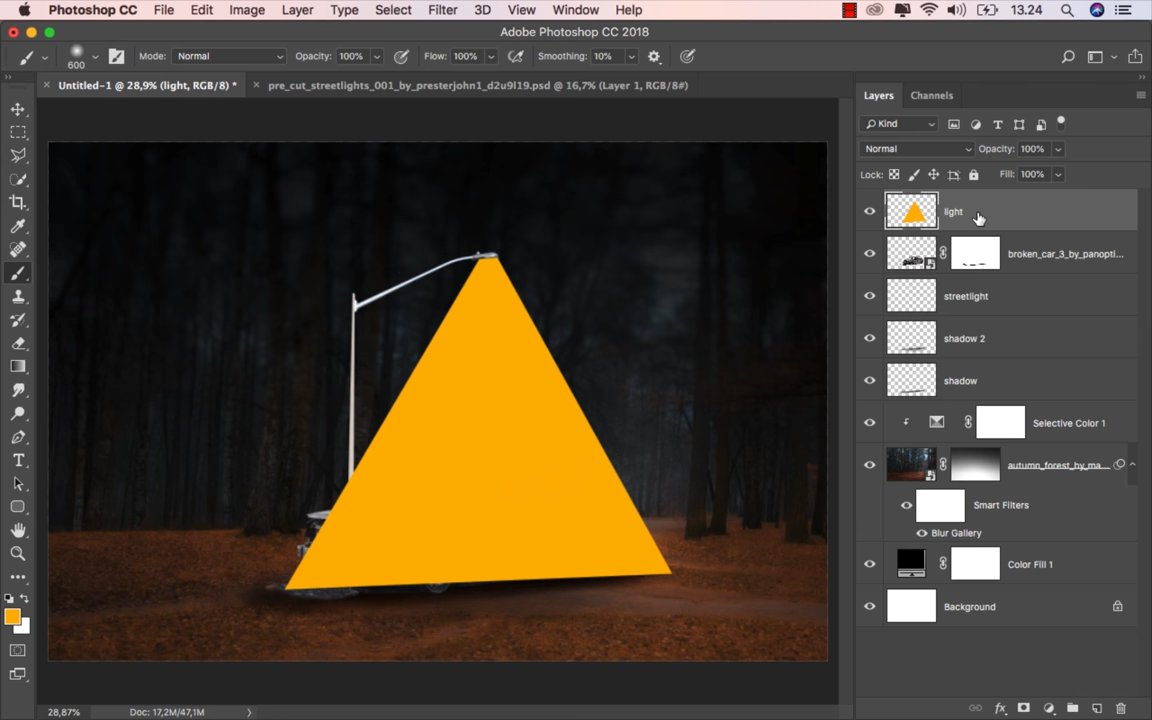 Photoshop CC File Edit Image Layer Type Select Filter 3D View Window Help 13.24
Adobe Photoshop CC 2018
600 Mode: Normal Opacity: 100% Flow: 100% Smoothing: 10%
Untitled-1 @ 28,9% (light, RGB/8) * pre_cut_streetlights_001_by_presterjohn1_d2u9l19.psd @ 16,7% (Layer 1, RGB/8#)
Layers Channels
Kind
Normal Opacity: 100%
Lock: Fill: 100%
light
broken_car_3_by_panopti...
streetlight
shadow 2
shadow
Selective Color 1
autumn_forest_by_ma...
Smart Filters
Blur Gallery
Color Fill 1
Background
28,87% Doc: 17,2M/47,1M